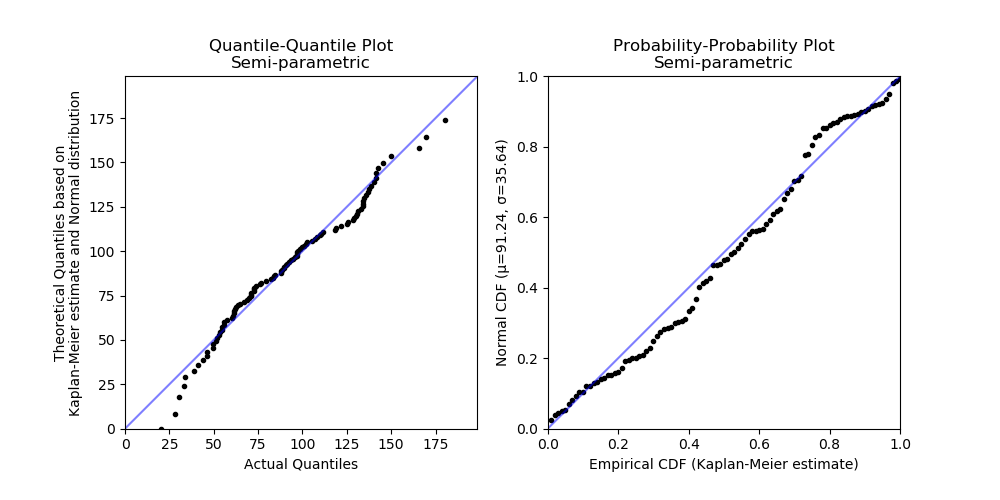 Quantile-Quantile Plot
Semi-parametric
Theoretical Quantiles based on
Kaplan-Meier estimate and Normal distribution
175
150
125
100
75
50
25
0
0 25 50 75 100 125 150 175
Actual Quantiles
Probability-Probability Plot
Semi-parametric
Normal CDF (μ=91.24, σ=35.64)
1.0
0.8
0.6
0.4
0.2
0.0
0.0 0.2 0.4 0.6 0.8 1.0
Empirical CDF (Kaplan-Meier estimate)